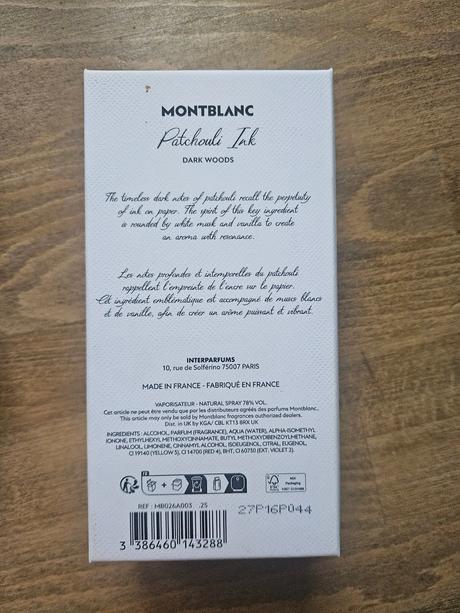 MONTBLANC
Patchouli Ink
DARK WOODS
The timeless dark notes of patchouli recall the perpetuity
of ink on paper. The spirit of this key ingredient
is rounded by white musk and vanilla to create
an aroma with resonance.
Les notes profondes et intemporelles du patchouli
rappellent l'empreinte de l'encre sur le papier.
Cet ingrédient emblématique est accompagné de muscs blancs
et de vanille, afin de créer un arôme puissant et vibrant.
INTERPARFUMS
10, rue de Solférino 75007 PARIS
MADE IN FRANCE - FABRIQUÉ EN FRANCE
VAPORISATEUR - NATURAL SPRAY 78% VOL.
Cet article ne peut être vendu que par les distributeurs agréés des parfums Montblanc.
This article may only be sold by Montblanc fragrances authorized dealers.
Dist. in UK by KGA/ CBL KT13 8RX UK
INGREDIENTS : ALCOHOL, PARFUM (FRAGRANCE), AQUA (WATER), ALPHA-ISOMETHYL
IONONE, ETHYLHEXYL METHOXYCINNAMATE, BUTYL METHOXYDIBENZOYLMETHANE,
LINALOOL, LIMONENE, CINNAMYL ALCOHOL, ISOEUGENOL, CITRAL, EUGENOL,
CI 19140 (YELLOW 5), CI 14700 (RED 4), BHT, CI 60730 (EXT. VIOLET 2).
FR
FSC
MIX
Packaging
REF : MB026A003 .25
27P16P044
3 386460 143288